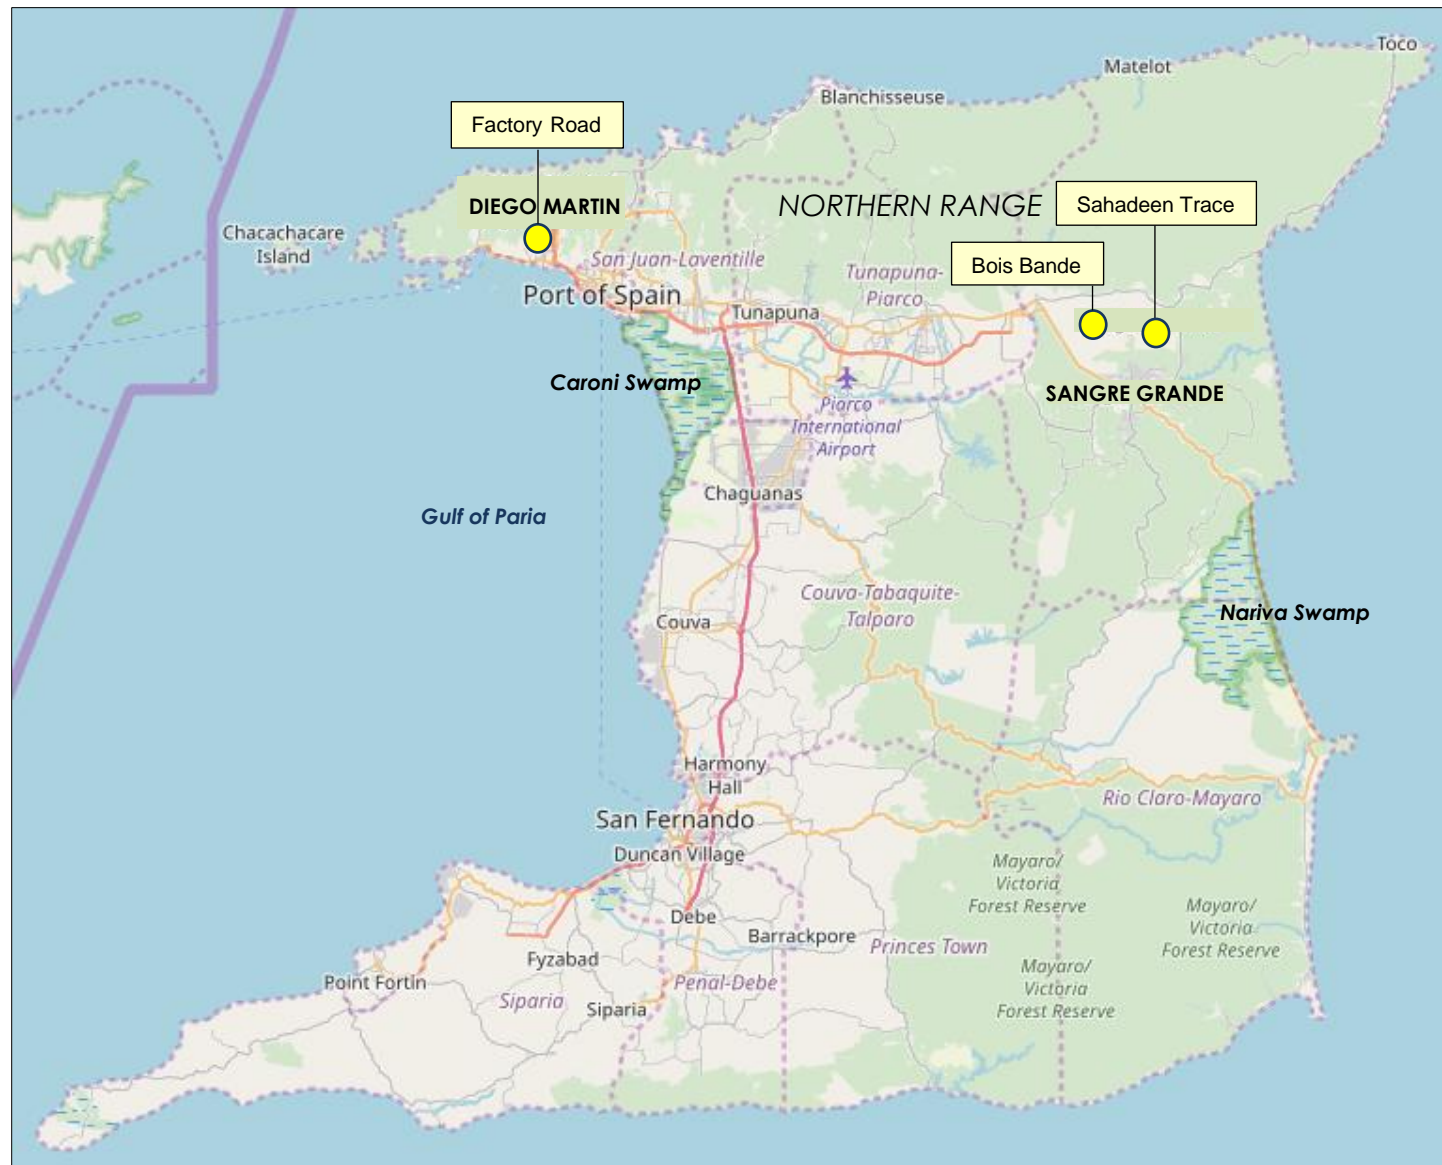 Toco
Matelot
Blanchisseuse
Factory Road
Sahadeen Trace
DIEGO MARTIN
NORTHERN RANGE
Chacachacare
Island
Bois Bande
San Juan-Laventille
Tunapuna-
Piarco
Port of Spain
Tunapuna
Caroni Swamp
SANGRE GRANDE
Piarco
International
Airport
Chaguanas
Gulf of Paria
Couva-Tabaquite-
Talparo
Nariva Swamp
Couva
Harmony
Hall
Rio Claro-Mayaro
San Fernando
Duncan Village
Mayaro/
Victoria
Forest Reserve
Mayaro/
Victoria
Forest Reserve
Debe
Barrackpore
Princes Town
Fyzabad
Point Fortin
Penal-Debe
Mayaro/
Victoria
Forest Reserve
Siparia
Siparia